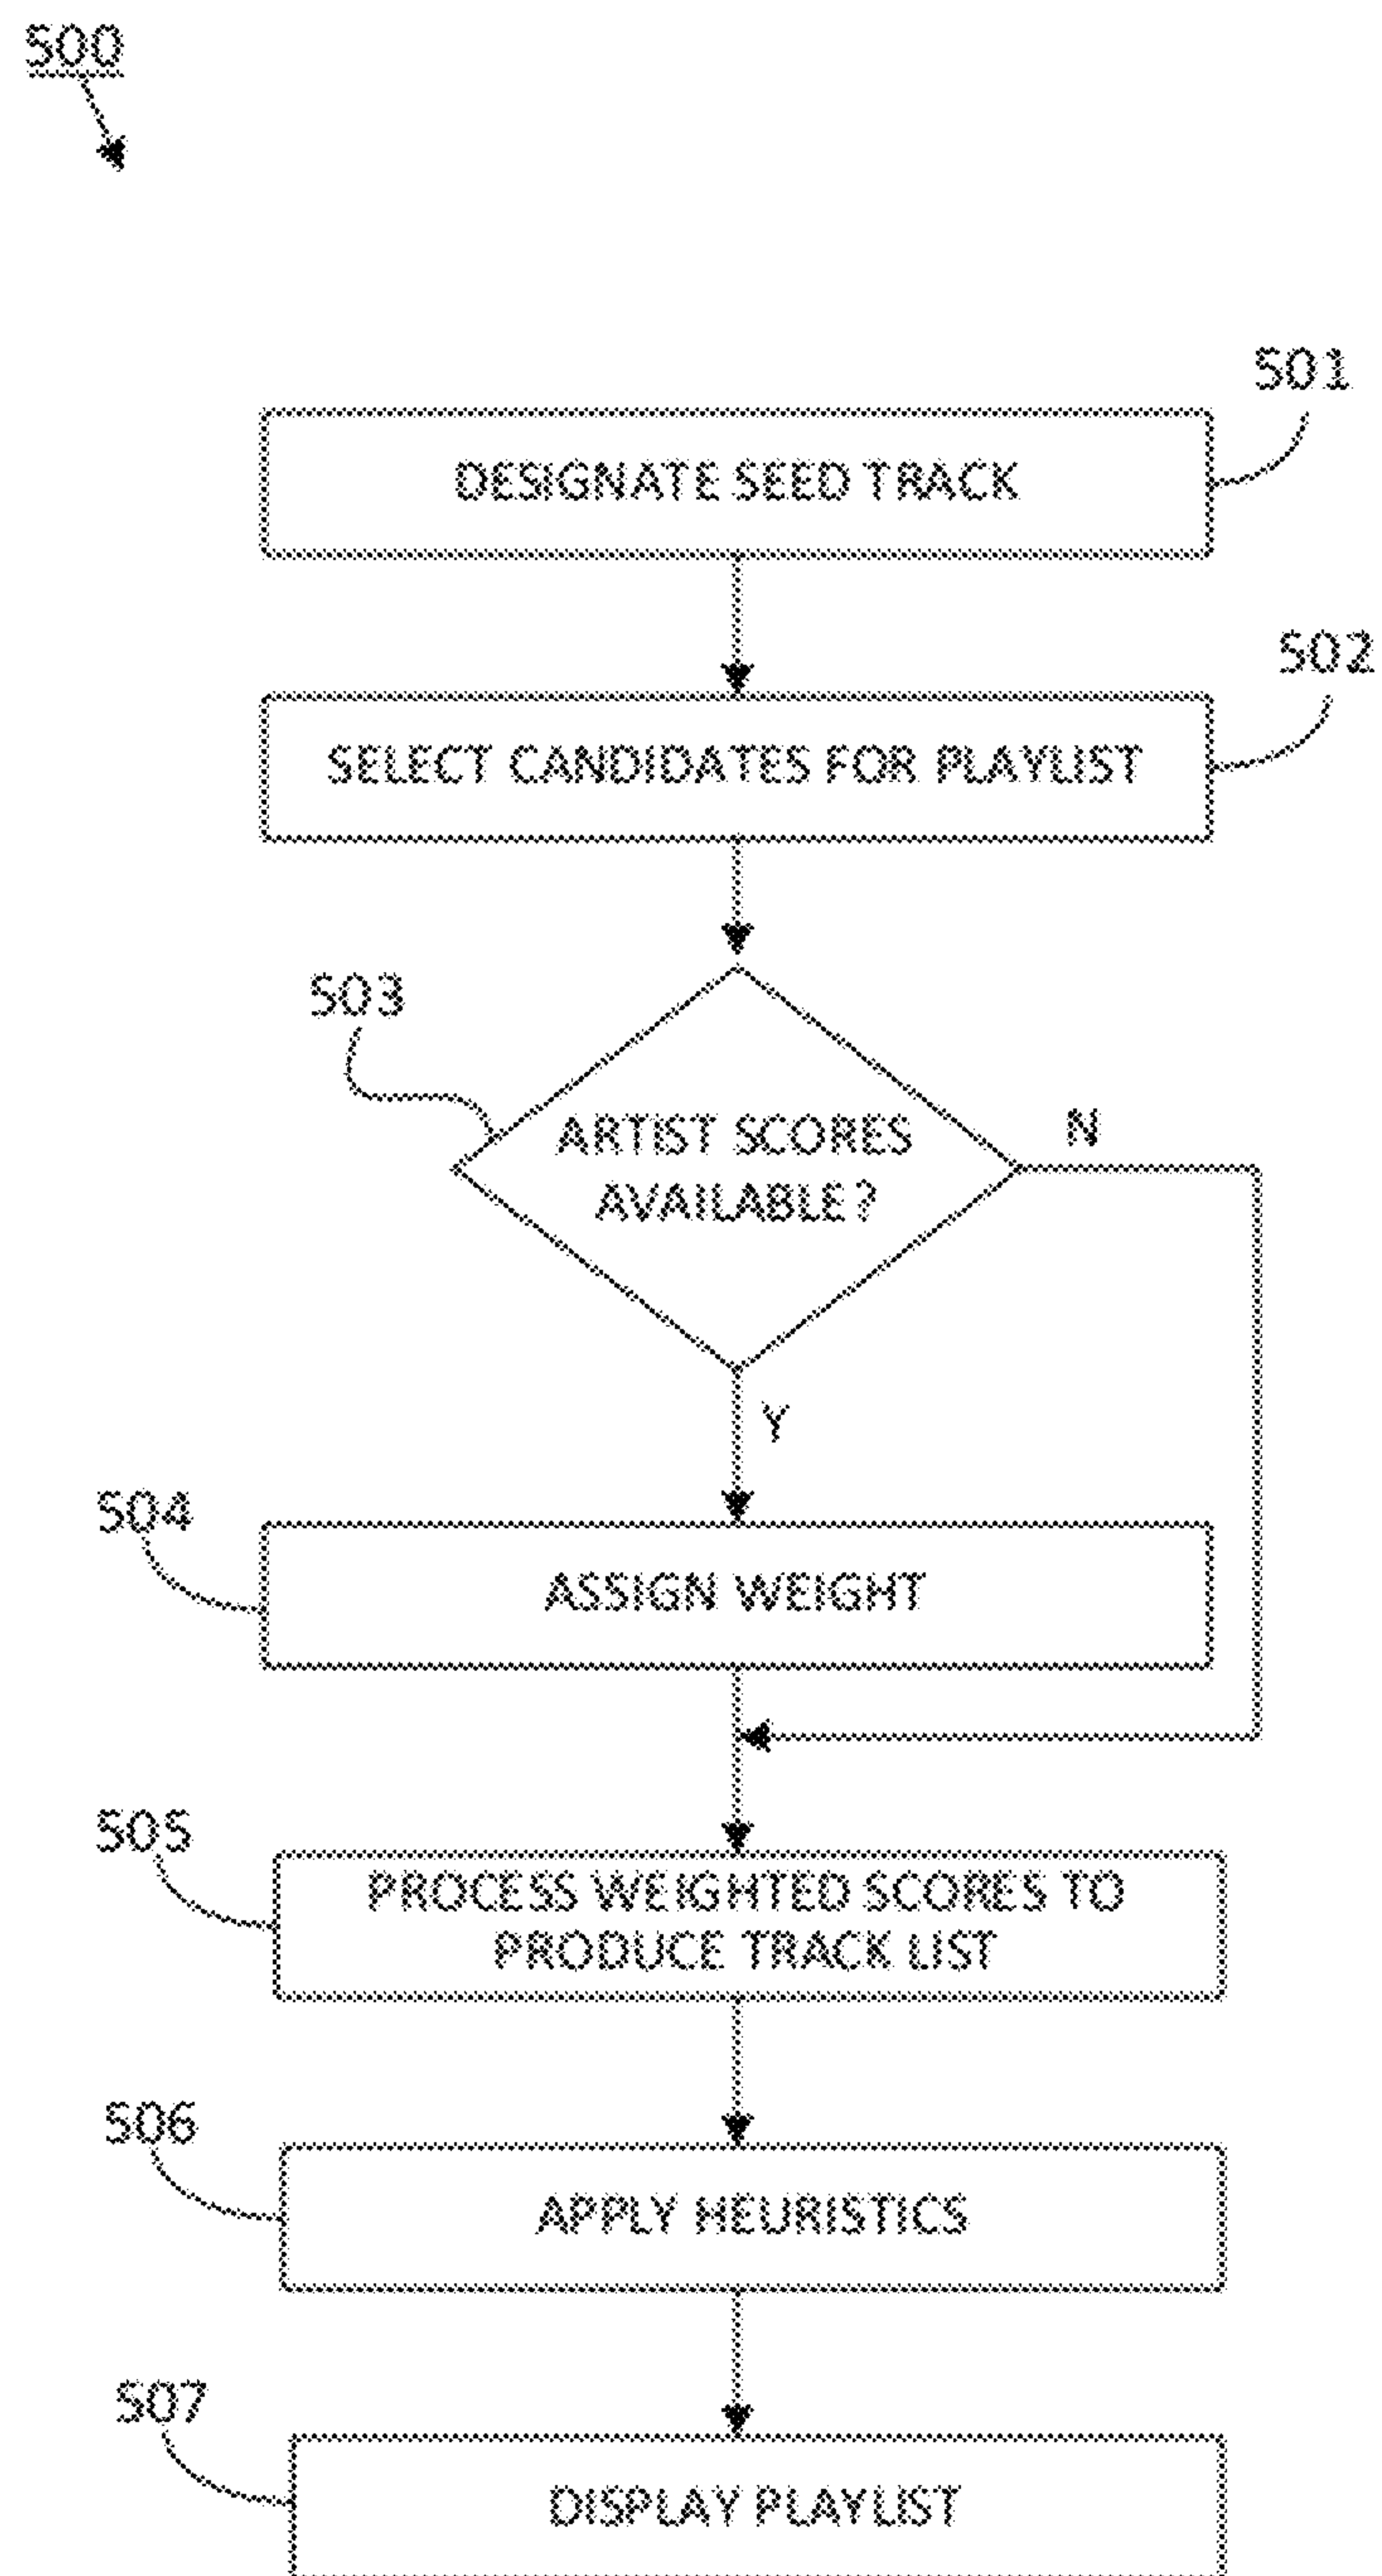 500
501
DESIGNATE SEED TRACK
502
SELECT CANDIDATES FOR PLAYLIST
503
ARTIST SCORES
AVAILABLE?
N
Y
504
ASSIGN WEIGHT
505
PROCESS WEIGHTED SCORES TO
PRODUCE TRACK LIST
506
APPLY HEURISTICS
507
DISPLAY PLAYLIST